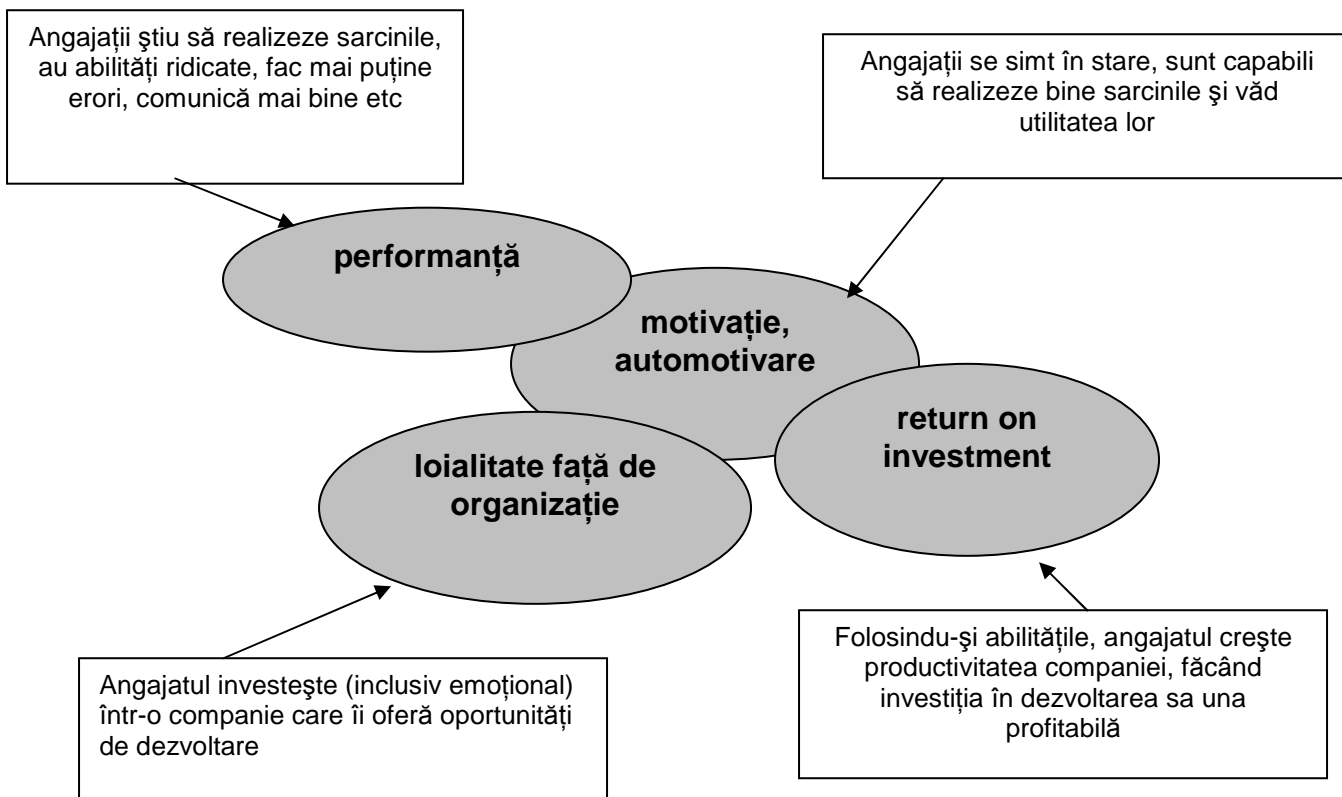 Angajații ştiu să realizeze sarcinile,
au abilități ridicate, fac mai puține
erori, comunică mai bine etc
Angajații se simt în stare, sunt capabili
să realizeze bine sarcinile şi văd
utilitatea lor
performanță
motivație,
automotivare
return on
investment
loialitate față de
organizație
Angajatul investeşte (inclusiv emoțional)
într-o companie care îi oferă oportunități
de dezvoltare
Folosindu-şi abilitățile, angajatul creşte
productivitatea companiei, făcând
investiția în dezvoltarea sa una
profitabilă